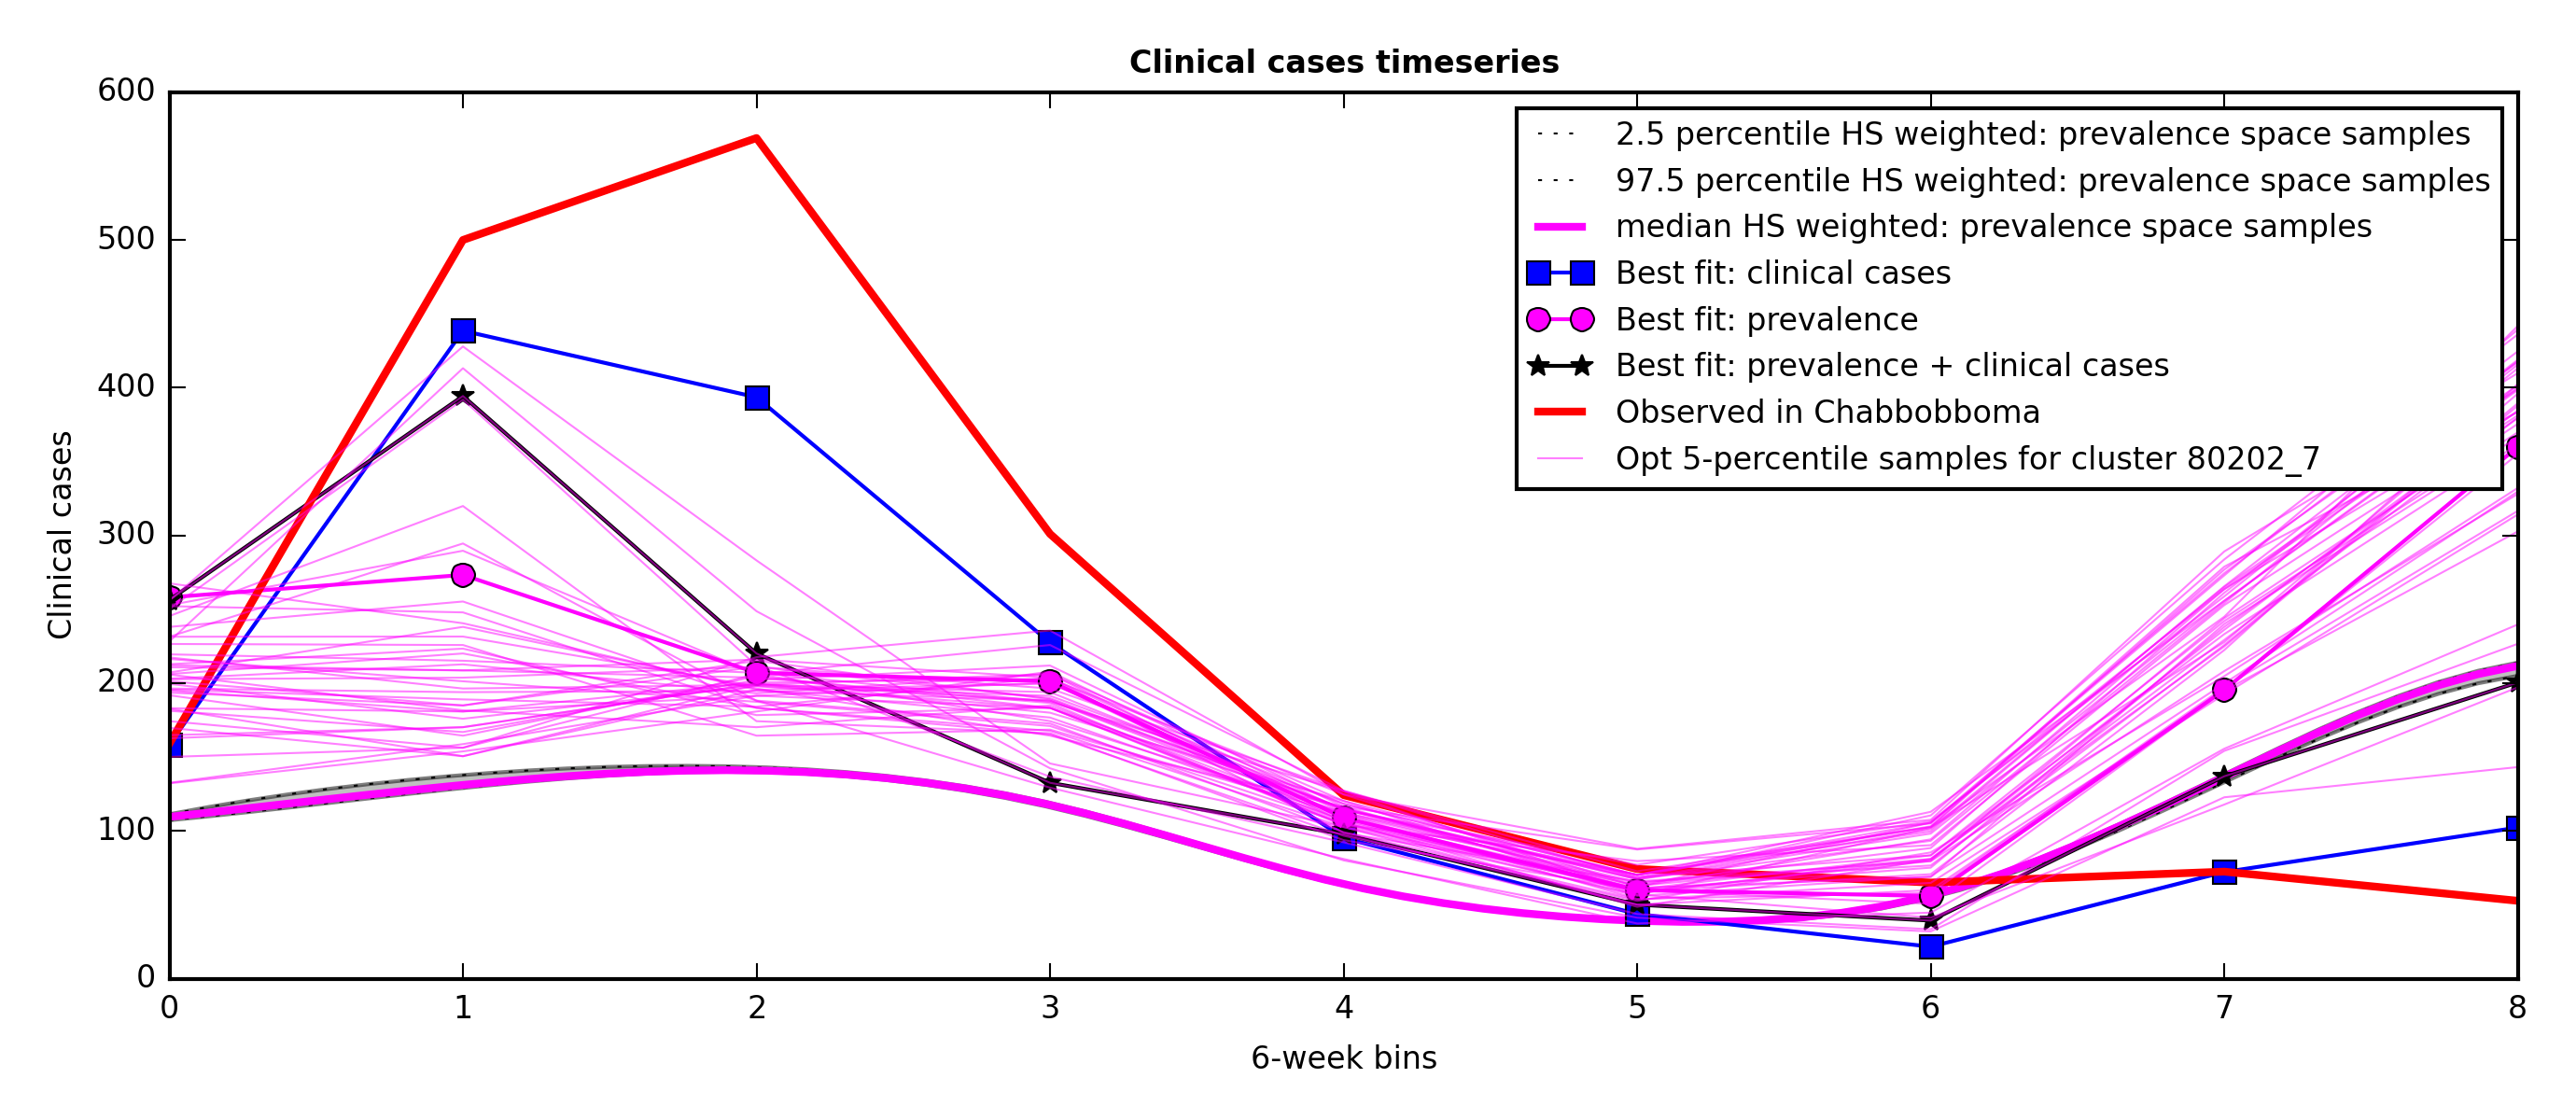 Clinical cases timeseries
600
500
400
300
200
100
0
Clinical cases
0 1 2 3 4 5 6 7 8
6-week bins
2.5 percentile HS weighted: prevalence space samples
97.5 percentile HS weighted: prevalence space samples
median HS weighted: prevalence space samples
Best fit: clinical cases
Best fit: prevalence
Best fit: prevalence + clinical cases
Observed in Chabbobboma
Opt 5-percentile samples for cluster 80202_7